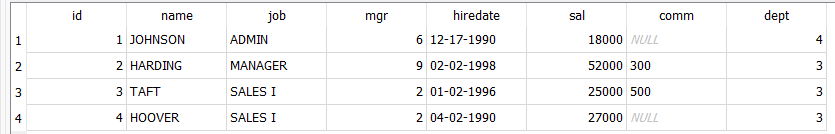 id name job mgr hiredate sal comm dept
1 1 JOHNSON ADMIN 6 12-17-1990 18000 NULL 4
2 2 HARDING MANAGER 9 02-02-1998 52000 300 3
3 3 TAFT SALES I 2 01-02-1996 25000 500 3
4 4 HOOVER SALES I 2 04-02-1990 27000 NULL 3